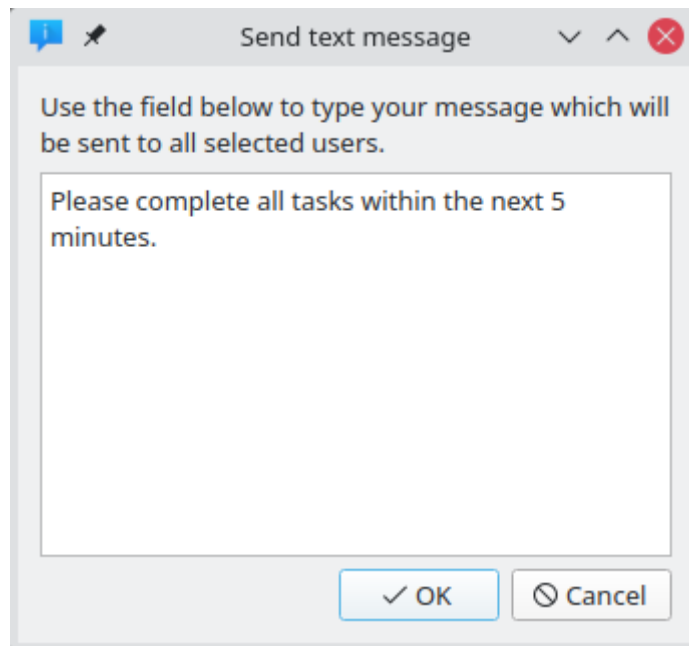 Send text message
Use the field below to type your message which will
be sent to all selected users.
Please complete all tasks within the next 5
minutes.
OK
Cancel